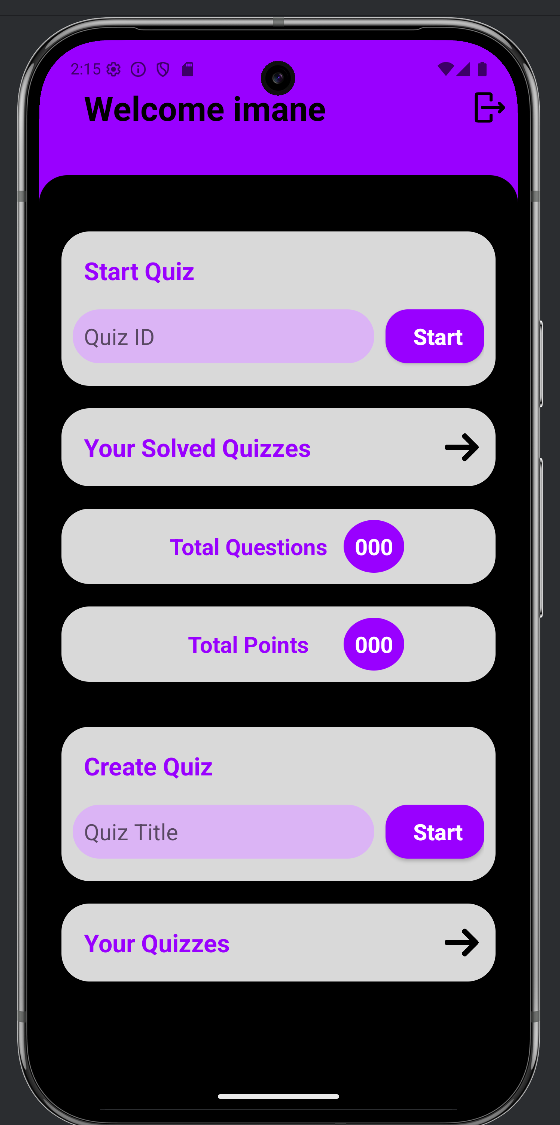 2:15
Welcome imane
Start Quiz
Quiz ID
Start
Your Solved Quizzes
Total Questions 000
Total Points 000
Create Quiz
Quiz Title
Start
Your Quizzes